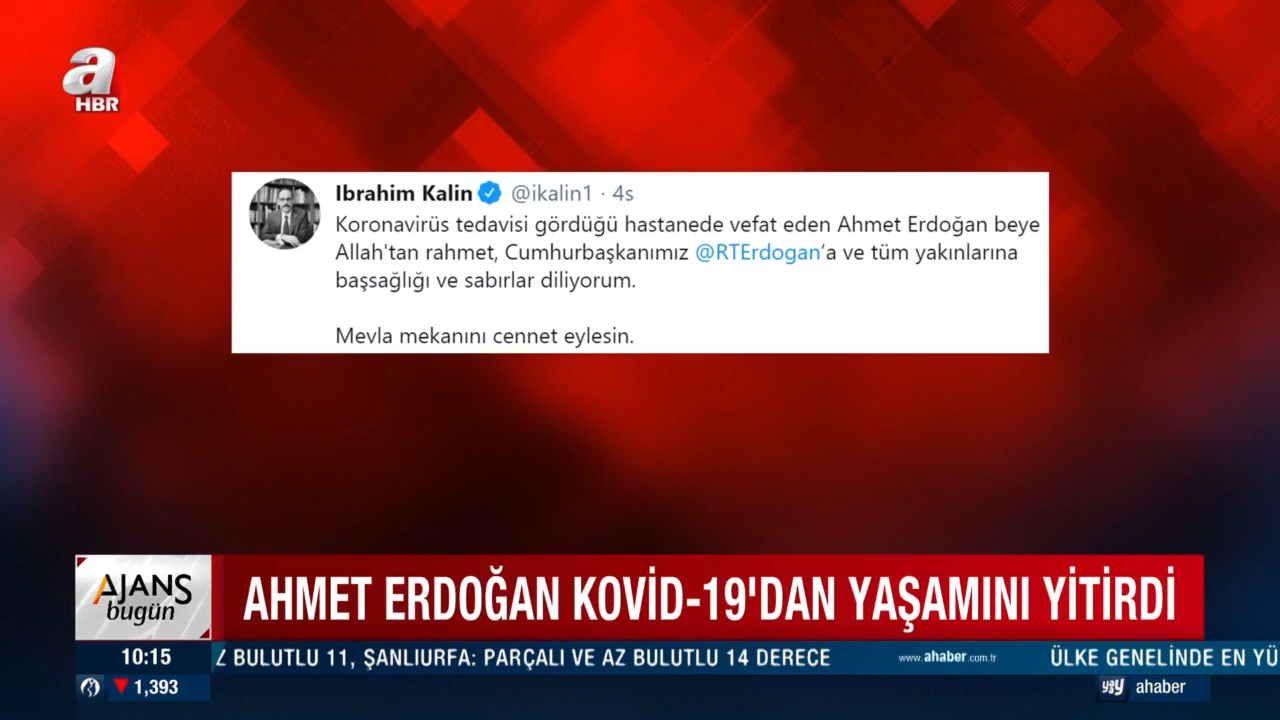 a
HBR
Ibrahim Kalin @ikalin1 · 4s
Koronavirüs tedavisi gördüğü hastanede vefat eden Ahmet Erdoğan beye
Allah'tan rahmet, Cumhurbaşkanımız @RTErdogan’a ve tüm yakınlarına
başsağlığı ve sabırlar diliyorum.
Mevla mekanını cennet eylesin.
AJANS
bugün
AHMET ERDOĞAN KOVİD-19'DAN YAŞAMINI YİTİRDİ
10:15
Z BULUTLU 11, ŞANLIURFA: PARÇALI VE AZ BULUTLU 14 DERECE
www.ahaber.com.tr
ÜLKE GENELİNDE EN YÜ
1,393
yay ahaber